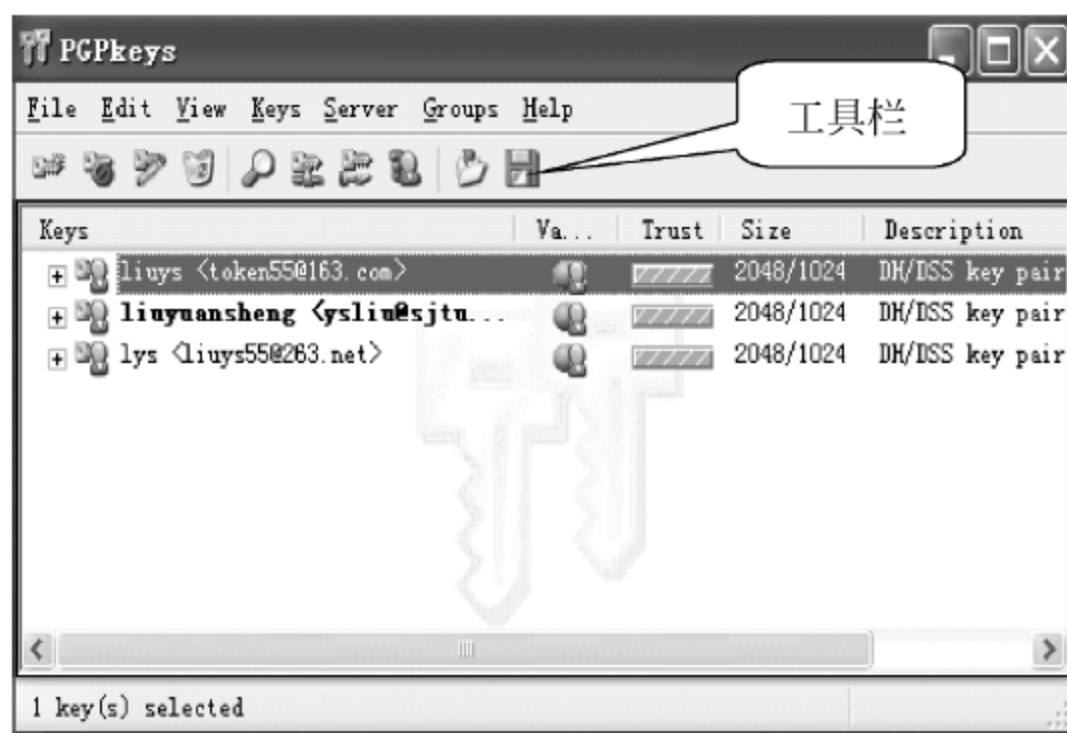 PGPkeys
File Edit View Keys Server Groups Help
工具栏
Keys Va... Trust Size Description
liuys <token55@163.com> 2048/1024 DH/DSS key pair
liuyuansheng <ysliu@sjtu... 2048/1024 DH/DSS key pair
lys <liuys55@263.net> 2048/1024 DH/DSS key pair
1 key(s) selected